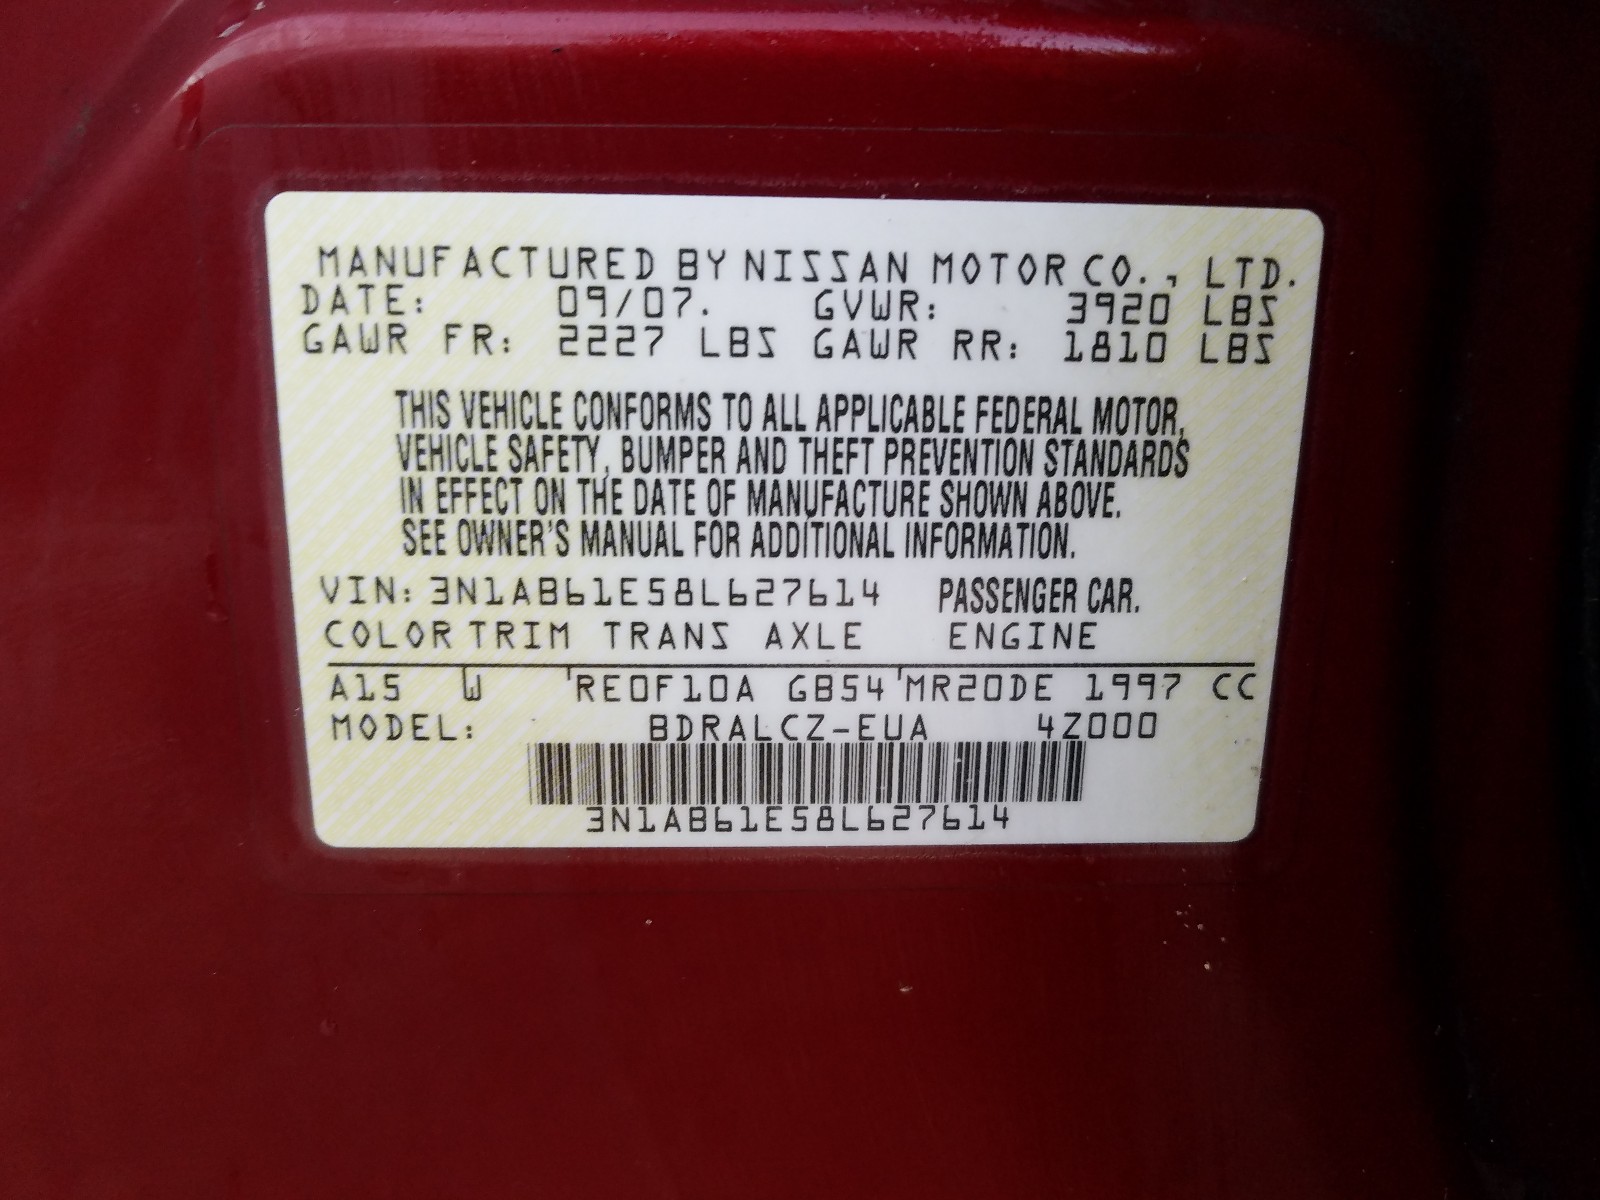 MANUFACTURED BY NISSAN MOTOR CO., LTD.
DATE: 09/07. GVWR: 3920 LBS
GAWR FR: 2227 LBS GAWR RR: 1810 LBS
THIS VEHICLE CONFORMS TO ALL APPLICABLE FEDERAL MOTOR,
VEHICLE SAFETY, BUMPER AND THEFT PREVENTION STANDARDS
IN EFFECT ON THE DATE OF MANUFACTURE SHOWN ABOVE.
SEE OWNER'S MANUAL FOR ADDITIONAL INFORMATION.
VIN: 3N1AB61E58L627614 PASSENGER CAR.
COLOR TRIM TRANS AXLE ENGINE
A15 W RE0F10A GB54 MR20DE 1997 CC
MODEL: BDRALCZ-EUA 4Z000
3N1AB61E58L627614